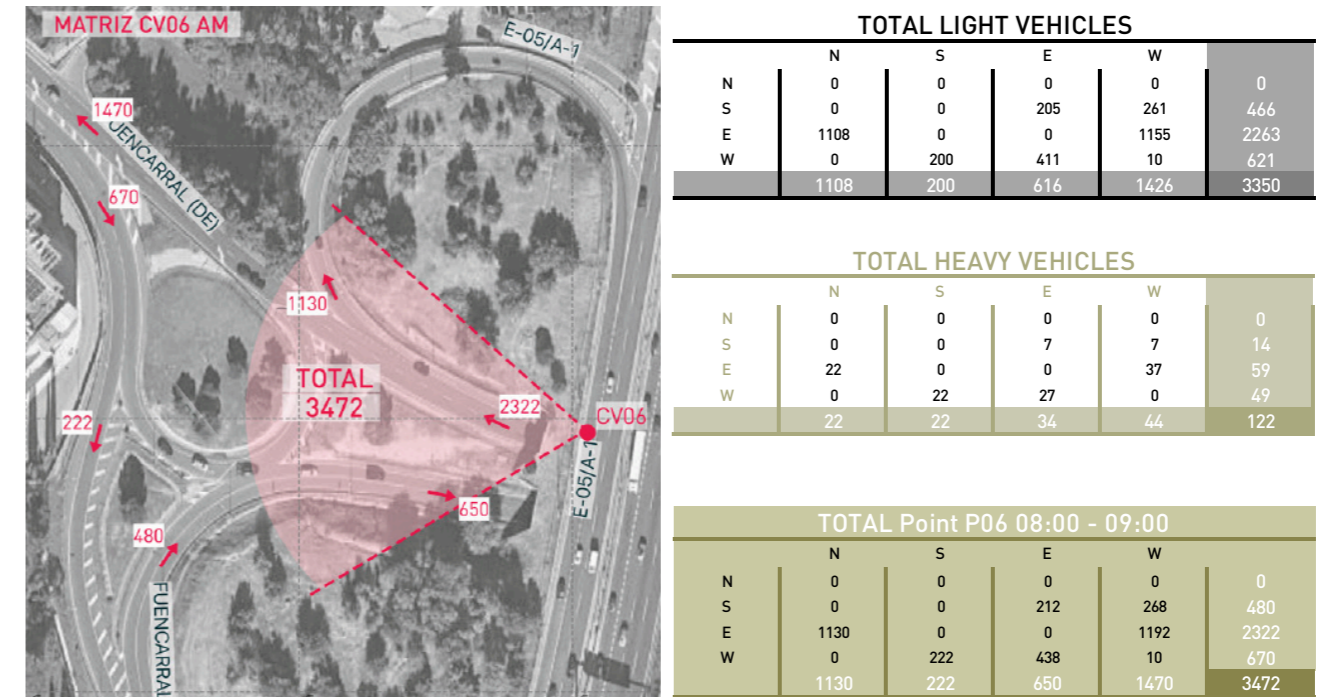 MATRIZ CV06 AM
E-05/A-1
1470
FUENCARRAL (DE)
670
1130
TOTAL
3472
2322
CV06
222
E-05/A-1
650
480
FUENCARRAL
TOTAL LIGHT VEHICLES
N S E W
N 0 0 0 0 0
S 0 0 205 261 466
E 1108 0 0 1155 2263
W 0 200 411 10 621
1108 200 616 1426 3350
TOTAL HEAVY VEHICLES
N S E W
N 0 0 0 0 0
S 0 0 7 7 14
E 22 0 0 37 59
W 0 22 27 0 49
22 22 34 44 122
TOTAL Point P06 08:00 - 09:00
N S E W
N 0 0 0 0 0
S 0 0 212 268 480
E 1130 0 0 1192 2322
W 0 222 438 10 670
1130 222 650 1470 3472